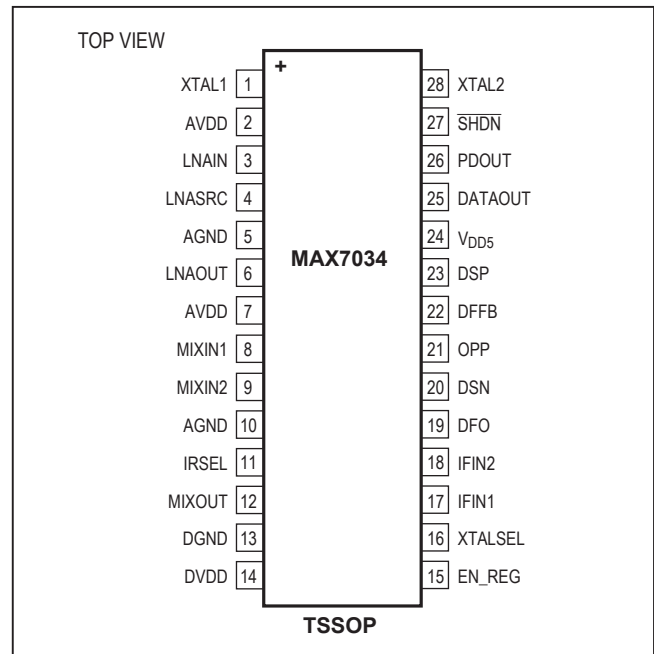 TOP VIEW
+
XTAL1 1 28 XTAL2
AVDD 2 27 S̅H̅D̅N̅
LNAIN 3 26 PDOUT
LNASRC 4 25 DATAOUT
AGND 5 24 VDD5
MAX7034
LNAOUT 6 23 DSP
AVDD 7 22 DFFB
MIXIN1 8 21 OPP
MIXIN2 9 20 DSN
AGND 10 19 DFO
IRSEL 11 18 IFIN2
MIXOUT 12 17 IFIN1
DGND 13 16 XTALSEL
DVDD 14 15 EN_REG
TSSOP